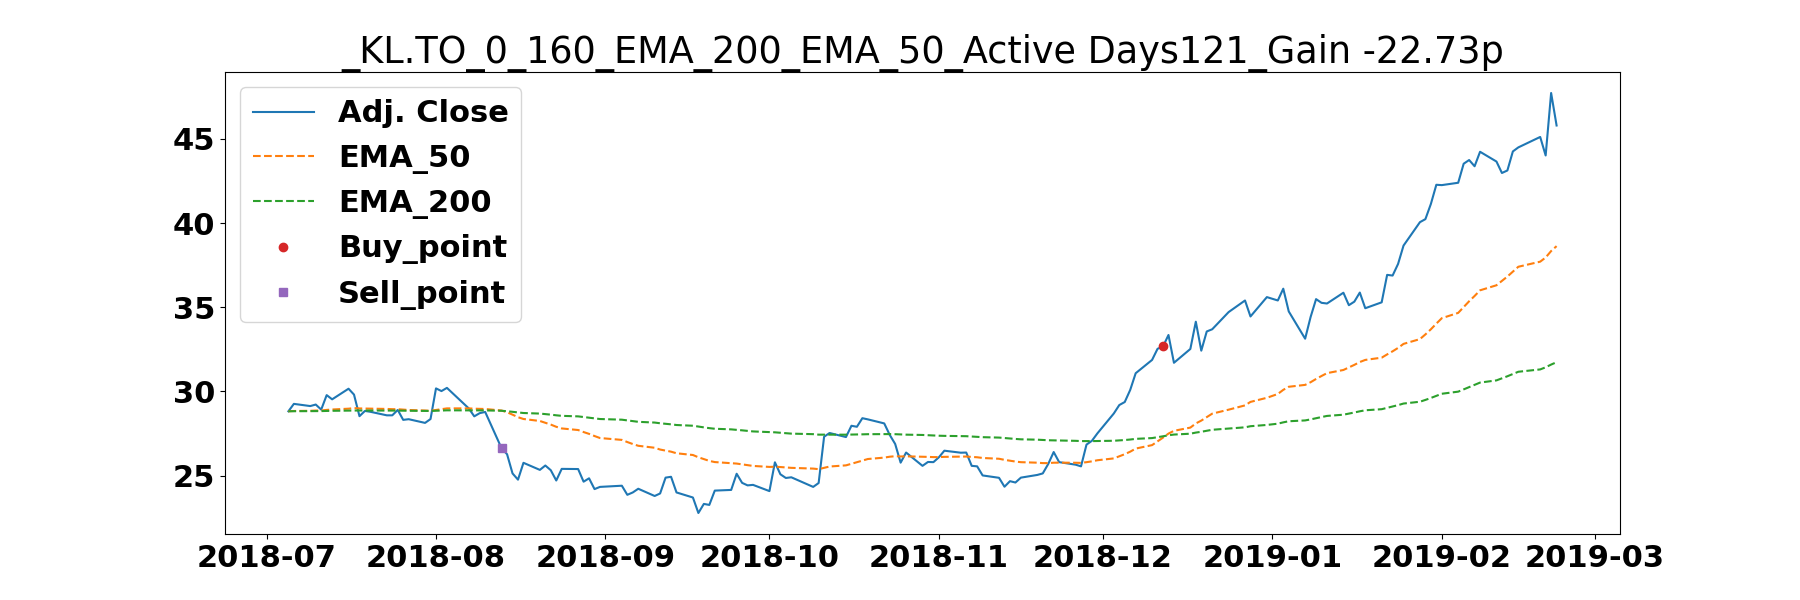 _KL.TO_0_160_EMA_200_EMA_50_Active Days121_Gain -22.73p
Adj. Close
EMA_50
EMA_200
Buy_point
Sell_point
45
40
35
30
25
2018-07 2018-08 2018-09 2018-10 2018-11 2018-12 2019-01 2019-02 2019-03